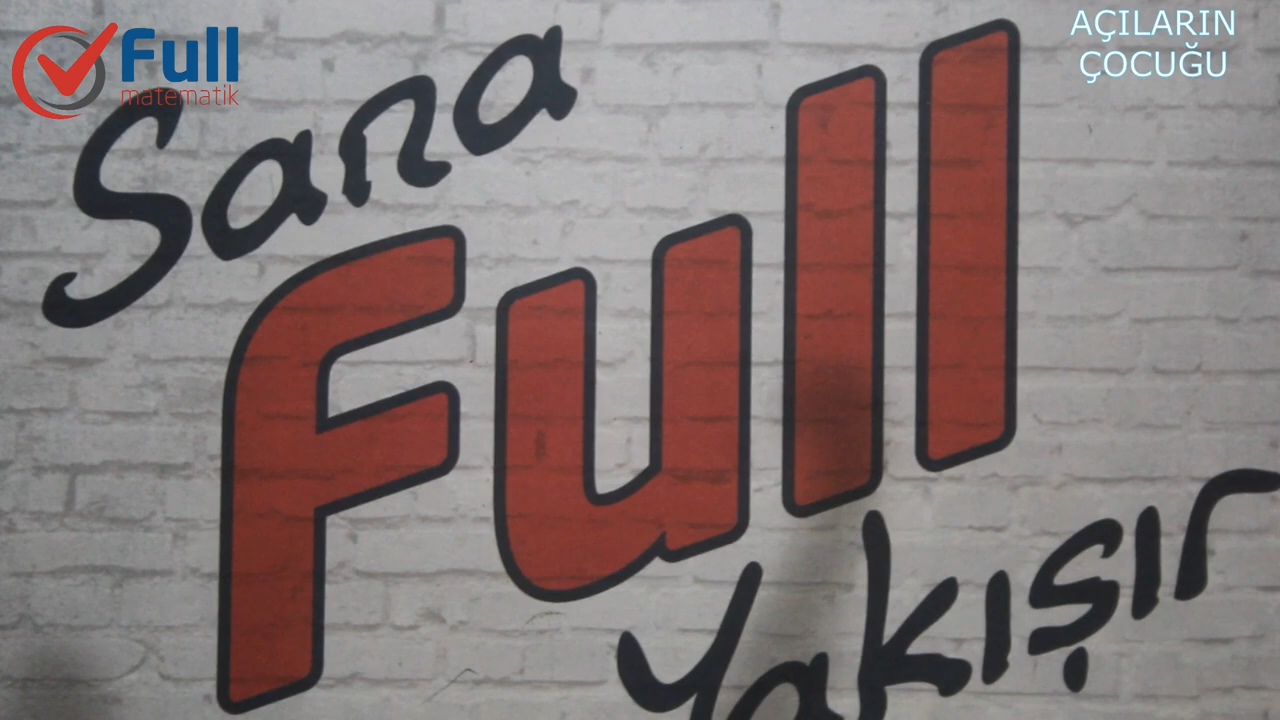 Full
matematik
AÇILARIN
ÇOCUĞU
Sana
Full
Yakışır